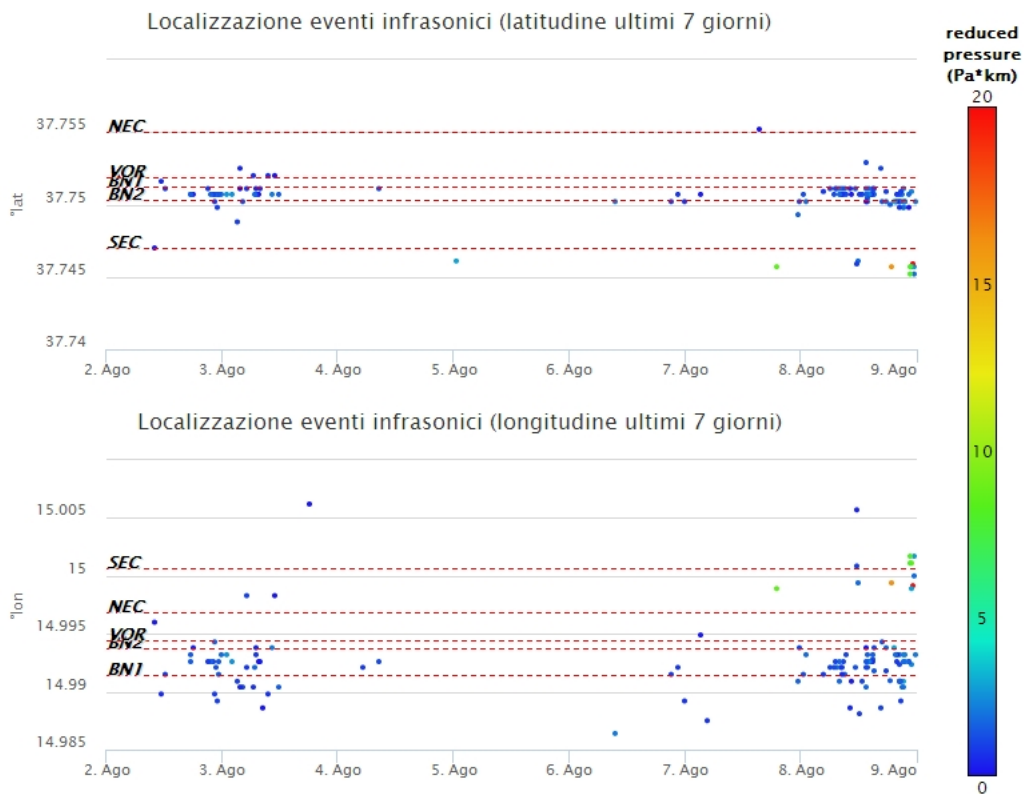 Localizzazione eventi infrasonici (latitudine ultimi 7 giorni)
reduced
pressure
(Pa*km)
20
15
10
5
0
°lat
37.755
37.75
37.745
37.74
NEC
VOR
BN1
BN2
SEC
2. Ago 3. Ago 4. Ago 5. Ago 6. Ago 7. Ago 8. Ago 9. Ago
Localizzazione eventi infrasonici (longitudine ultimi 7 giorni)
°lon
15.005
15
14.995
14.99
14.985
SEC
NEC
VOR
BN2
BN1
2. Ago 3. Ago 4. Ago 5. Ago 6. Ago 7. Ago 8. Ago 9. Ago